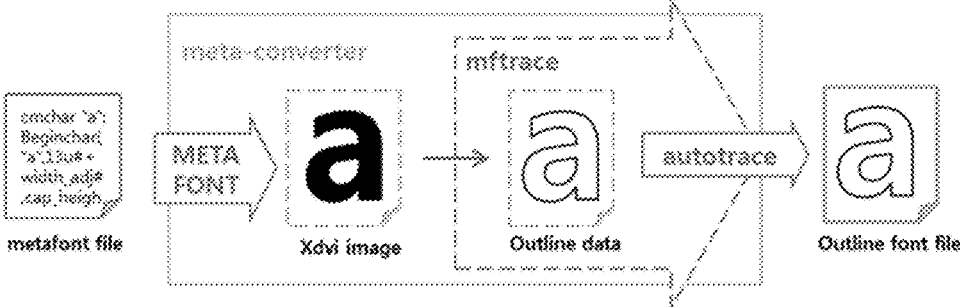 meta-converter
mftrace
cmchar "a":
Beginchar(
"a",13u#+
width_adj#
,cap_heigh
META
FONT
a
a
autotrace
a
metafont file
Xdvi image
Outline data
Outline font file